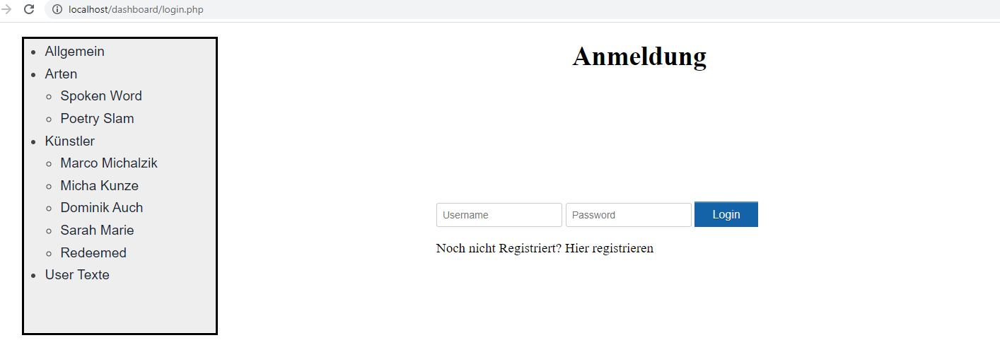 localhost/dashboard/login.php
Allgemein
Arten
Spoken Word
Poetry Slam
Künstler
Marco Michalzik
Micha Kunze
Dominik Auch
Sarah Marie
Redeemed
User Texte
Anmeldung
Username Password Login
Noch nicht Registriert? Hier registrieren